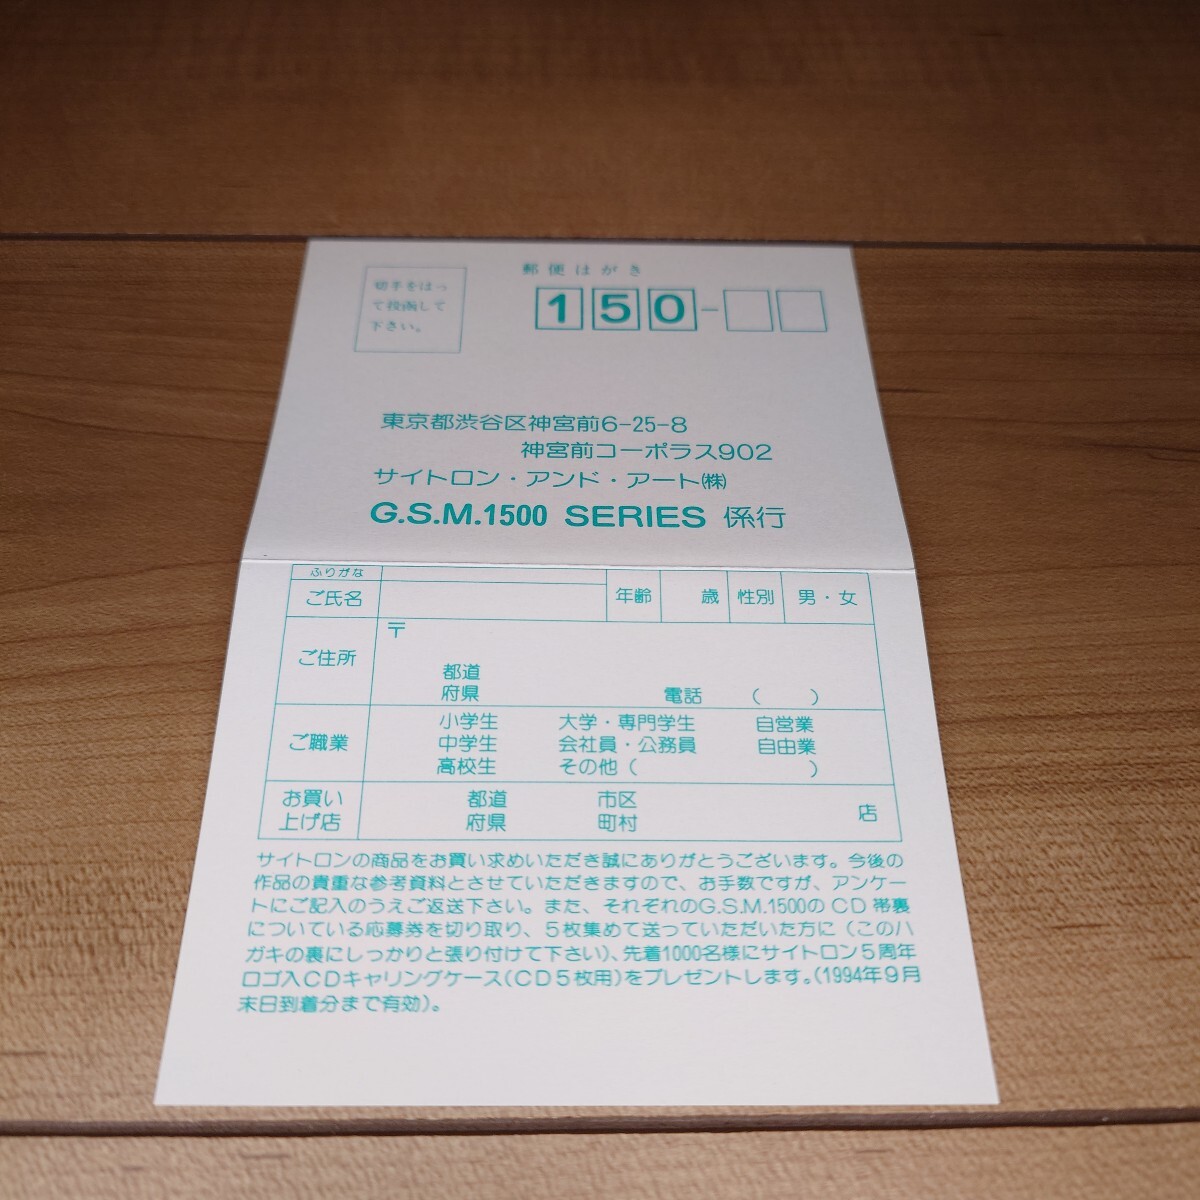 郵便はがき
切手をはっ
て投函して
下さい。
150-
東京都渋谷区神宮前6-25-8
神宮前コーポラス902
サイトロン・アンド・アート㈱
G.S.M.1500 SERIES 係行
ふりがな
ご氏名
年齢 歳 性別 男・女
ご住所
〒
都道
府県
電話 ( )
ご職業
小学生 大学・専門学生 自営業
中学生 会社員・公務員 自由業
高校生 その他( )
お買い
上げ店
都道 市区
府県 町村
店
サイトロンの商品をお買い求めいただき誠にありがとうございます。今後の
作品の貴重な参考資料とさせていただきますので、お手数ですが、アンケー
トにご記入のうえご返送下さい。また、それぞれのG.S.M.1500のCD帯裏
についている応募券を切り取り、5枚集めて送っていただいた方に(このハ
ガキの裏にしっかりと張り付けて下さい)、先着1000名様にサイトロン5周年
ロゴ入CDキャリングケース(CD5枚用)をプレゼントします。(1994年9月
末日到着分まで有効)。